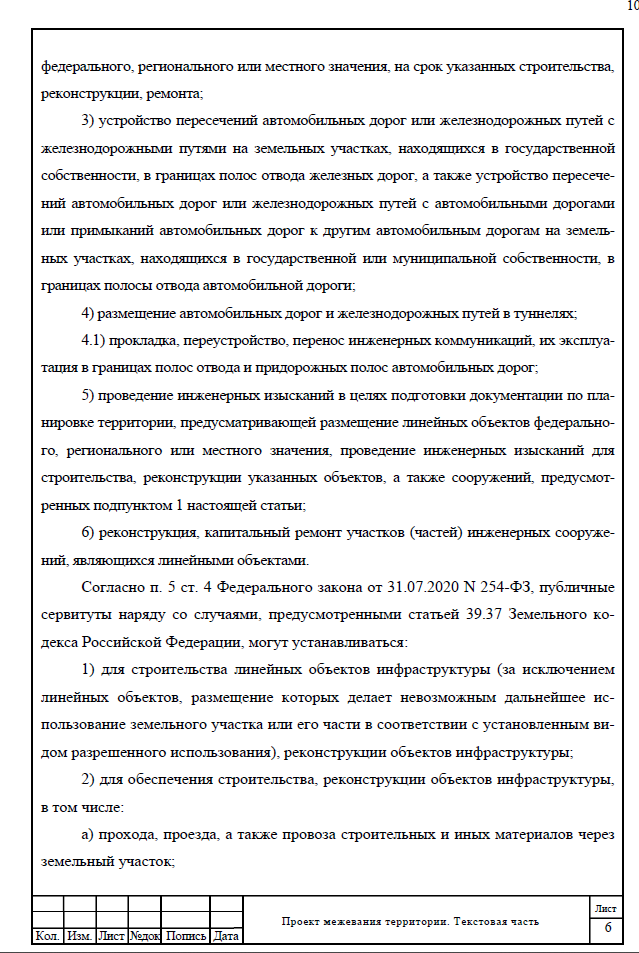 10
федерального, регионального или местного значения, на срок указанных строительства,
реконструкции, ремонта;
3) устройство пересечений автомобильных дорог или железнодорожных путей с
железнодорожными путями на земельных участках, находящихся в государственной
собственности, в границах полос отвода железных дорог, а также устройство пересече-
ний автомобильных дорог или железнодорожных путей с автомобильными дорогами
или примыканий автомобильных дорог к другим автомобильным дорогам на земель-
ных участках, находящихся в государственной или муниципальной собственности, в
границах полосы отвода автомобильной дороги;
4) размещение автомобильных дорог и железнодорожных путей в туннелях;
4.1) прокладка, переустройство, перенос инженерных коммуникаций, их эксплуа-
тация в границах полос отвода и придорожных полос автомобильных дорог;
5) проведение инженерных изысканий в целях подготовки документации по пла-
нировке территории, предусматривающей размещение линейных объектов федерально-
го, регионального или местного значения, проведение инженерных изысканий для
строительства, реконструкции указанных объектов, а также сооружений, предусмот-
ренных подпунктом 1 настоящей статьи;
6) реконструкция, капитальный ремонт участков (частей) инженерных сооруже-
ний, являющихся линейными объектами.
Согласно п. 5 ст. 4 Федерального закона от 31.07.2020 N 254-ФЗ, публичные
сервитуты наряду со случаями, предусмотренными статьей 39.37 Земельного ко-
декса Российской Федерации, могут устанавливаться:
1) для строительства линейных объектов инфраструктуры (за исключением
линейных объектов, размещение которых делает невозможным дальнейшее ис-
пользование земельного участка или его части в соответствии с установленным ви-
дом разрешенного использования), реконструкции объектов инфраструктуры;
2) для обеспечения строительства, реконструкции объектов инфраструктуры,
в том числе:
а) прохода, проезда, а также провоза строительных и иных материалов через
земельный участок;
Кол. Изм. Лист №док Попись Дата
Проект межевания территории. Текстовая часть
Лист
6